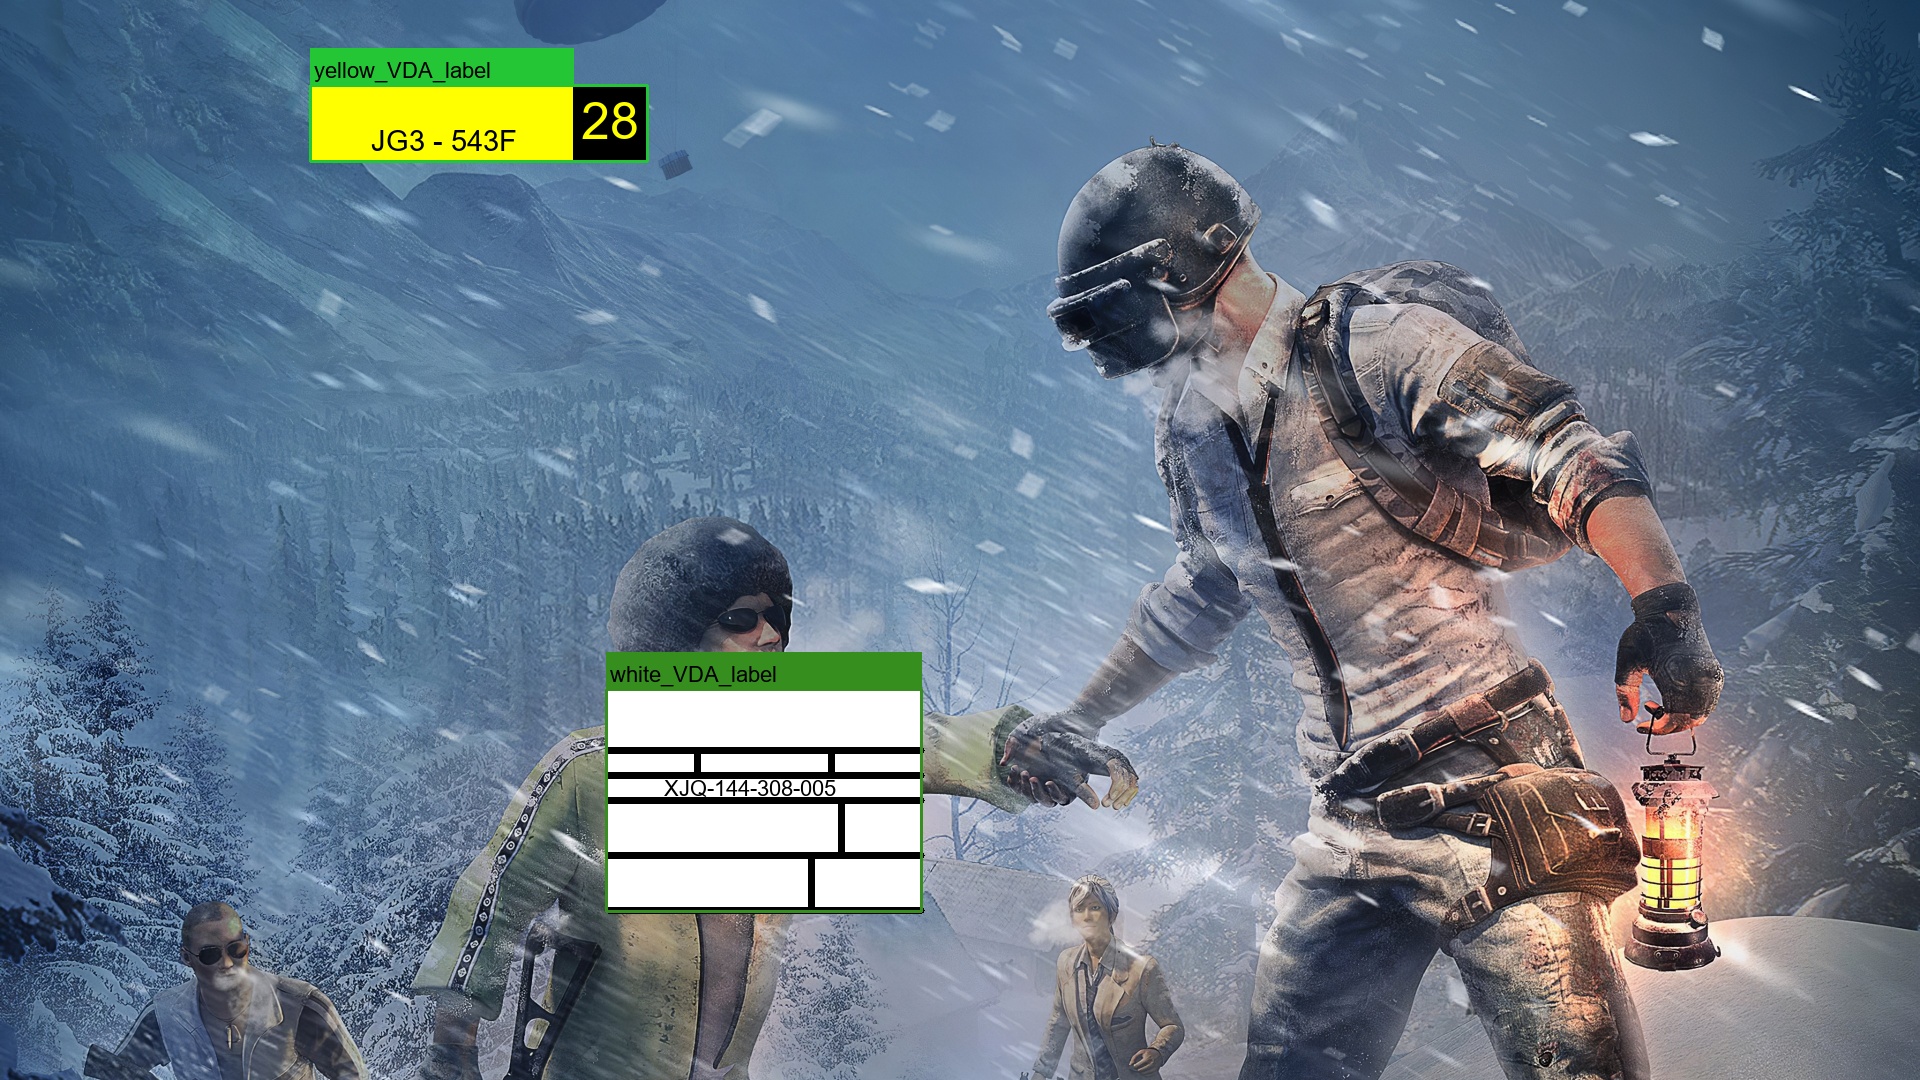 yellow_VDA_label
JG3 - 543F
28
white_VDA_label
XJQ-144-308-005